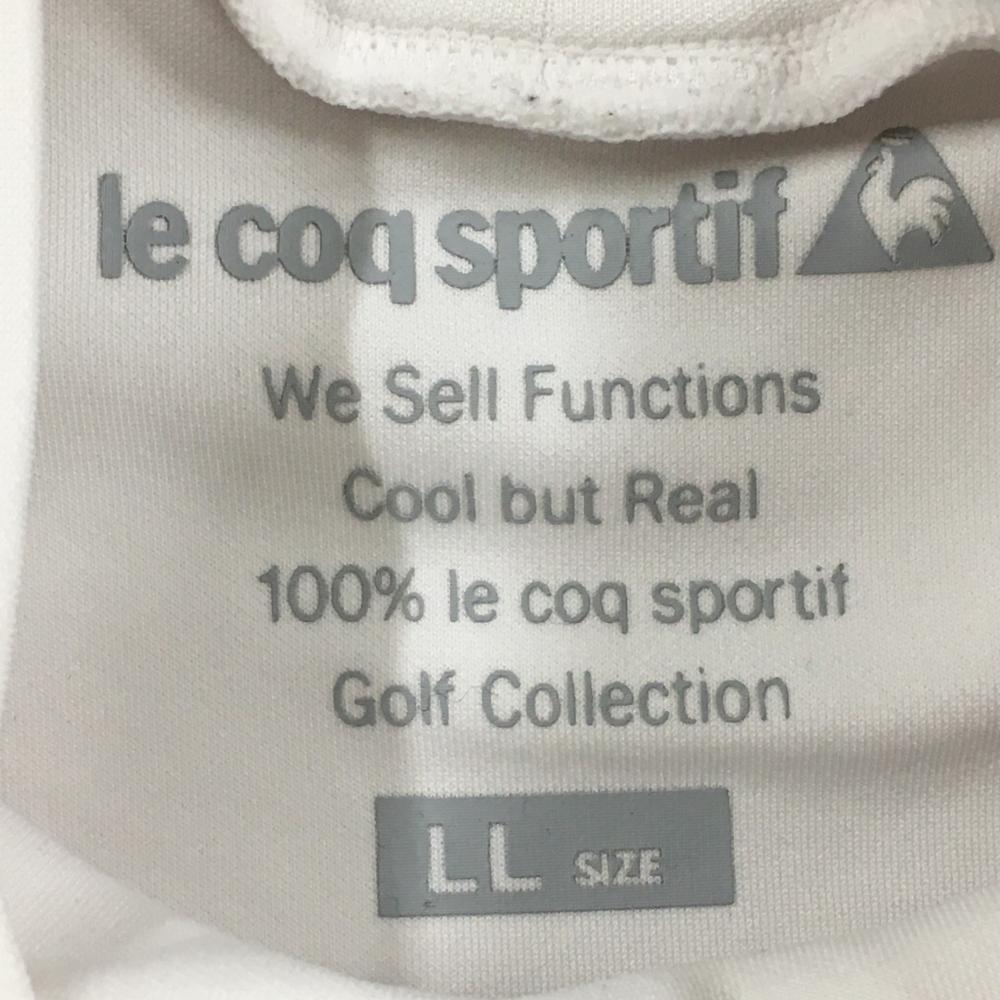 le coq sportif
We Sell Functions
Cool but Real
100% le coq sportif
Golf Collection
LL SIZE